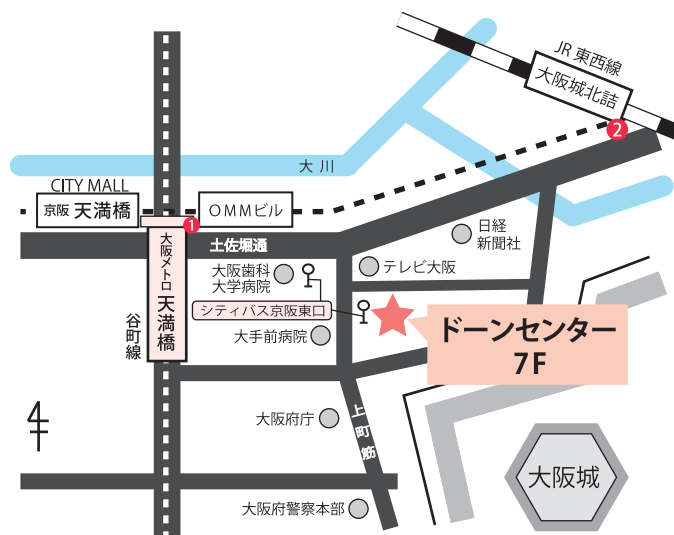 JR東西線
大阪城北詰
2
大川
CITY MALL
京阪 天満橋
OMMビル
1
土佐堀通
日経
新聞社
テレビ大阪
大阪歯科
大学病院
大阪メトロ 天満橋
谷町線
シティバス京阪東口
大手前病院
ドーンセンター
7F
大阪府庁
上町筋
大阪城
大阪府警察本部